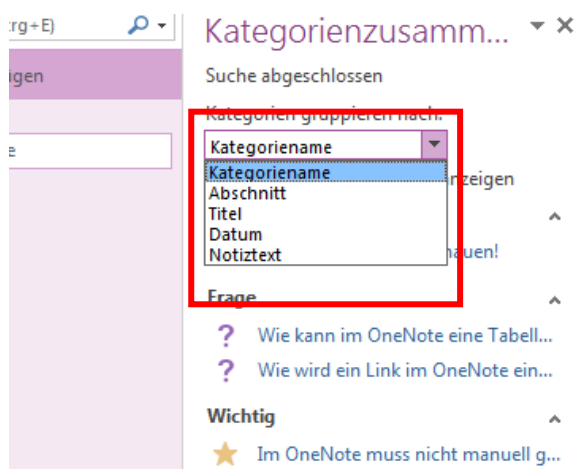 rg+E)
Kategorienzusamm...
igen
Suche abgeschlossen
Kategorien gruppieren nach:
e
Kategoriename
Kategoriename
nzeigen
Abschnitt
Titel
Datum
Notiztext
hauen!
Frage
? Wie kann im OneNote eine Tabell...
? Wie wird ein Link im OneNote ein...
Wichtig
Im OneNote muss nicht manuell g...